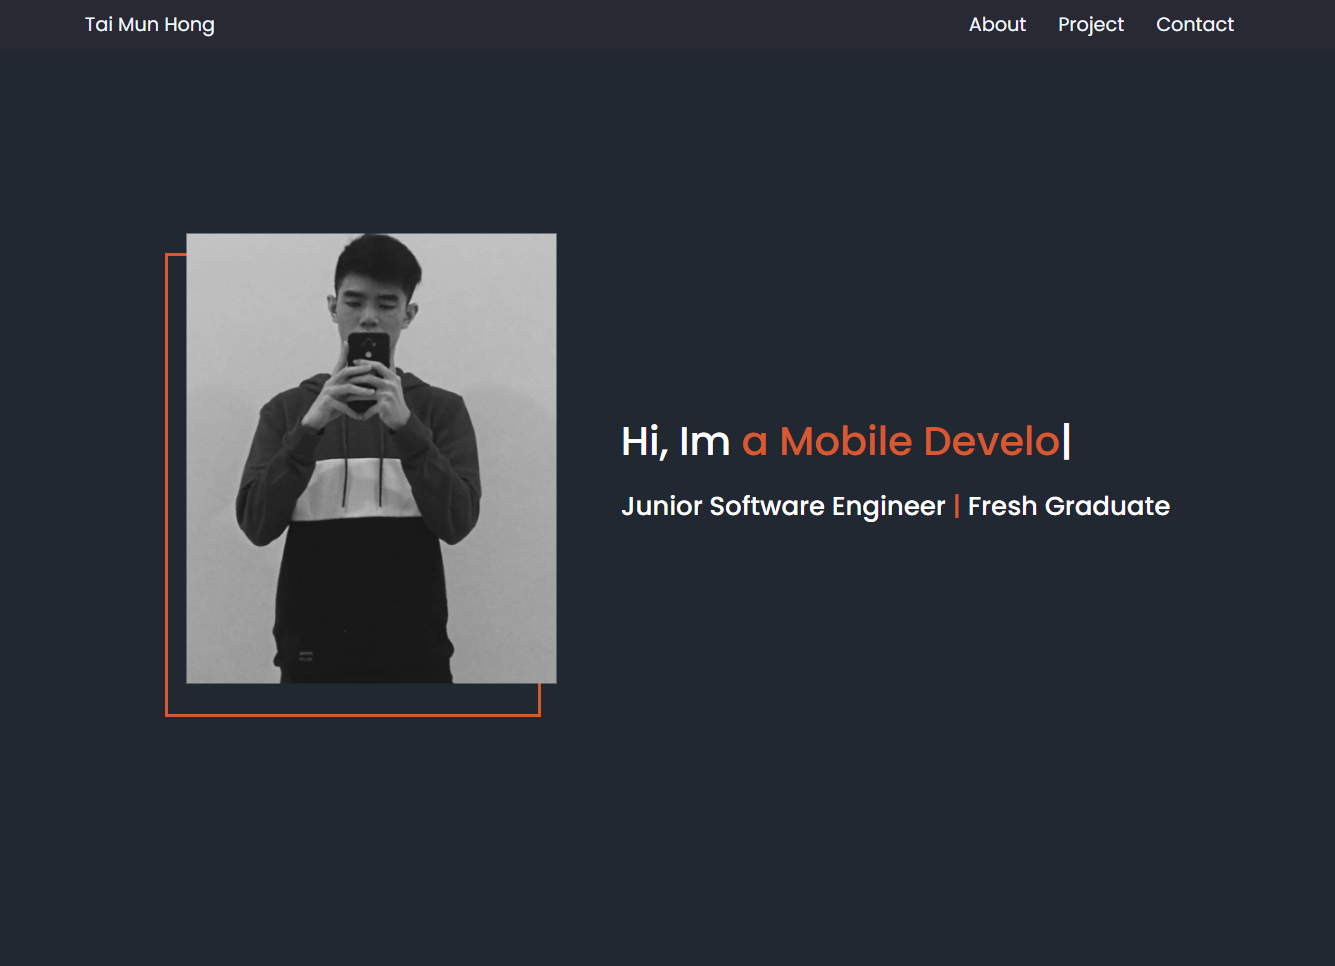 Tai Mun Hong About Project Contact
Hi, Im a Mobile Develo|
Junior Software Engineer | Fresh Graduate